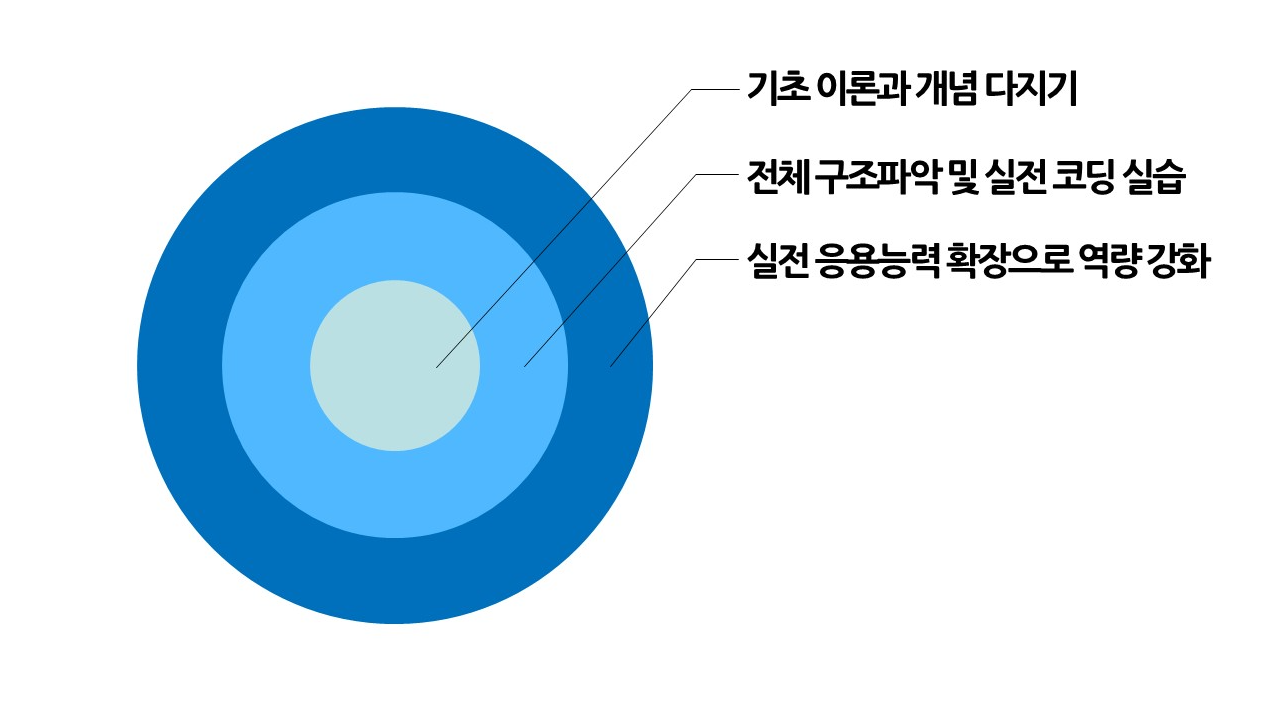 기초 이론과 개념 다지기
전체 구조파악 및 실전 코딩 실습
실전 응용능력 확장으로 역량 강화